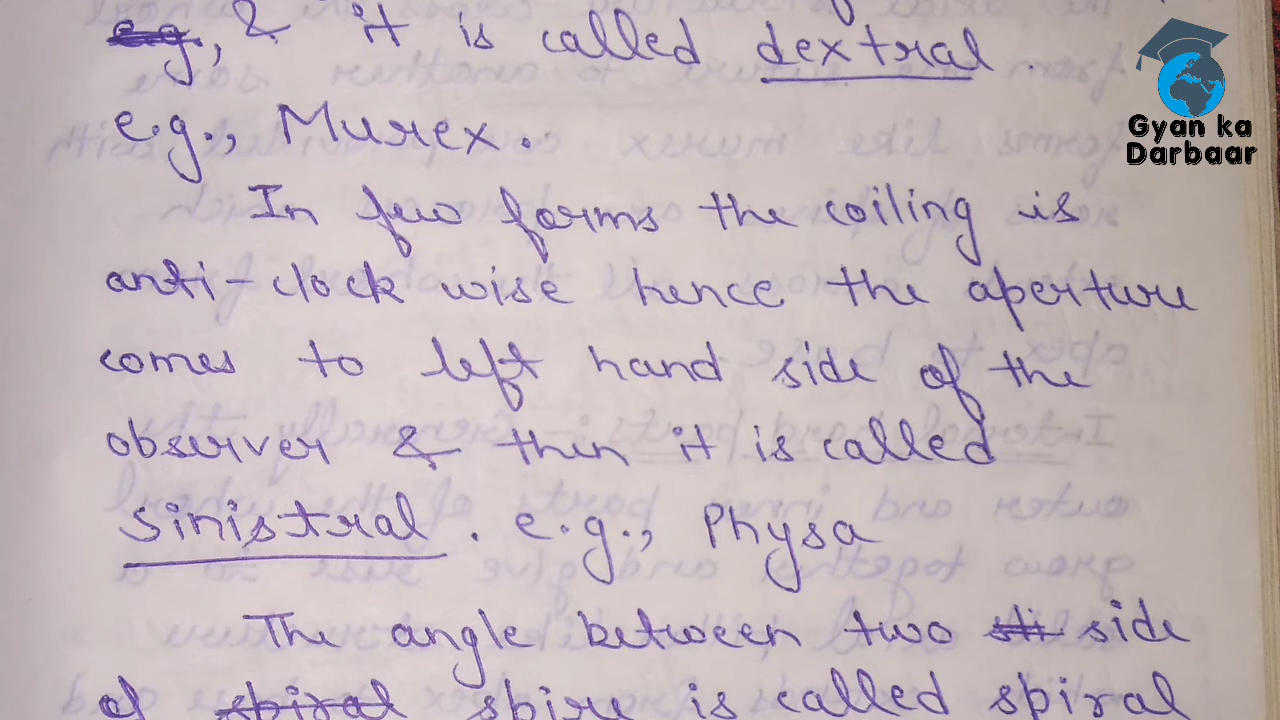 e.g., & it is called dextral.
e.g., Murex.
In few forms the coiling is
anti-clock wise hence the aperture
comes to left hand side of the
observer & then it is called
sinistral. e.g., Physa
The angle between two sti side
of spiral spire is called spiral
Gyan ka
Darbaar